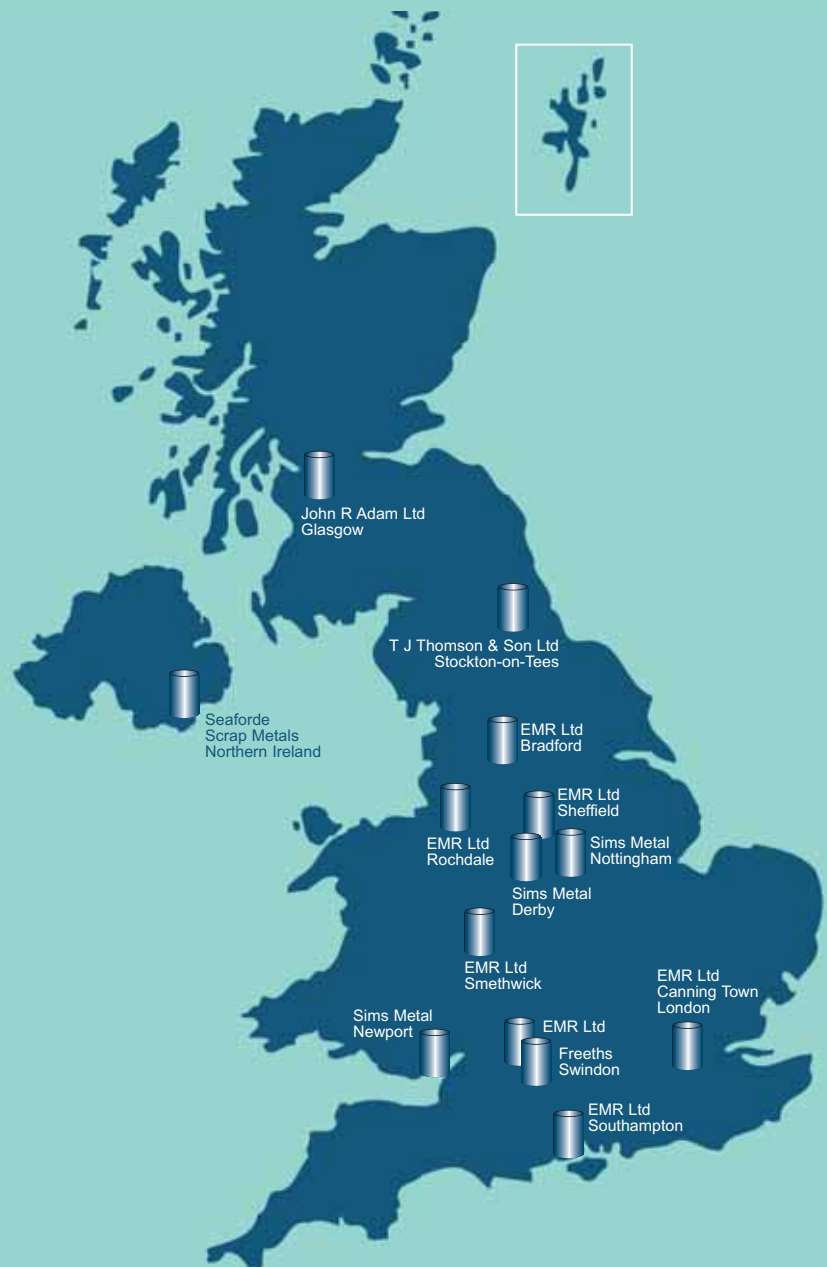 John R Adam Ltd
Glasgow
T J Thomson & Son Ltd
Stockton-on-Tees
Seaforde
Scrap Metals
Northern Ireland
EMR Ltd
Bradford
EMR Ltd
Sheffield
EMR Ltd
Rochdale
Sims Metal
Nottingham
Sims Metal
Derby
EMR Ltd
Smethwick
EMR Ltd
Canning Town
London
Sims Metal
Newport
EMR Ltd
Freeths
Swindon
EMR Ltd
Southampton